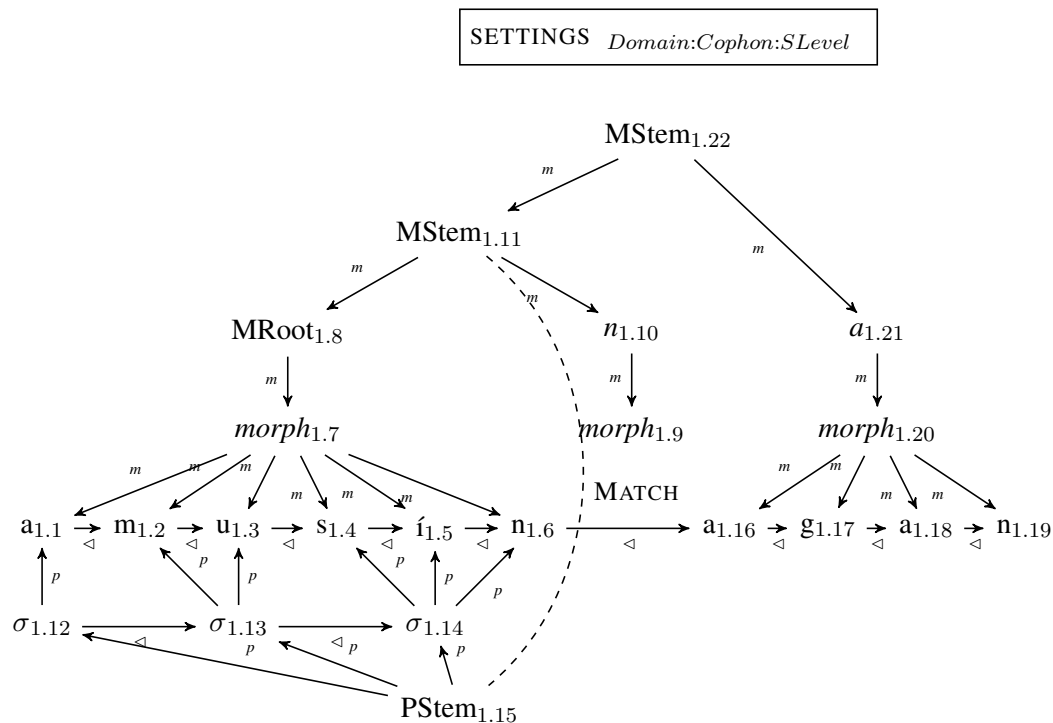 SETTINGS Domain:Cophon:SLevel
MStem1.22
m
MStem1.11
m m
m
MRoot1.8 n1.10 a1.21
m m m
morph1.7 morph1.9 morph1.20
m m m m m m m m m m
MATCH
a1.1 m1.2 u1.3 s1.4 í1.5 n1.6 a1.16 g1.17 a1.18 n1.19
◁ ◁ ◁ ◁ ◁ ◁ ◁ ◁ ◁
p p p p p p
σ1.12 σ1.13 σ1.14
◁ ◁
p p p
PStem1.15